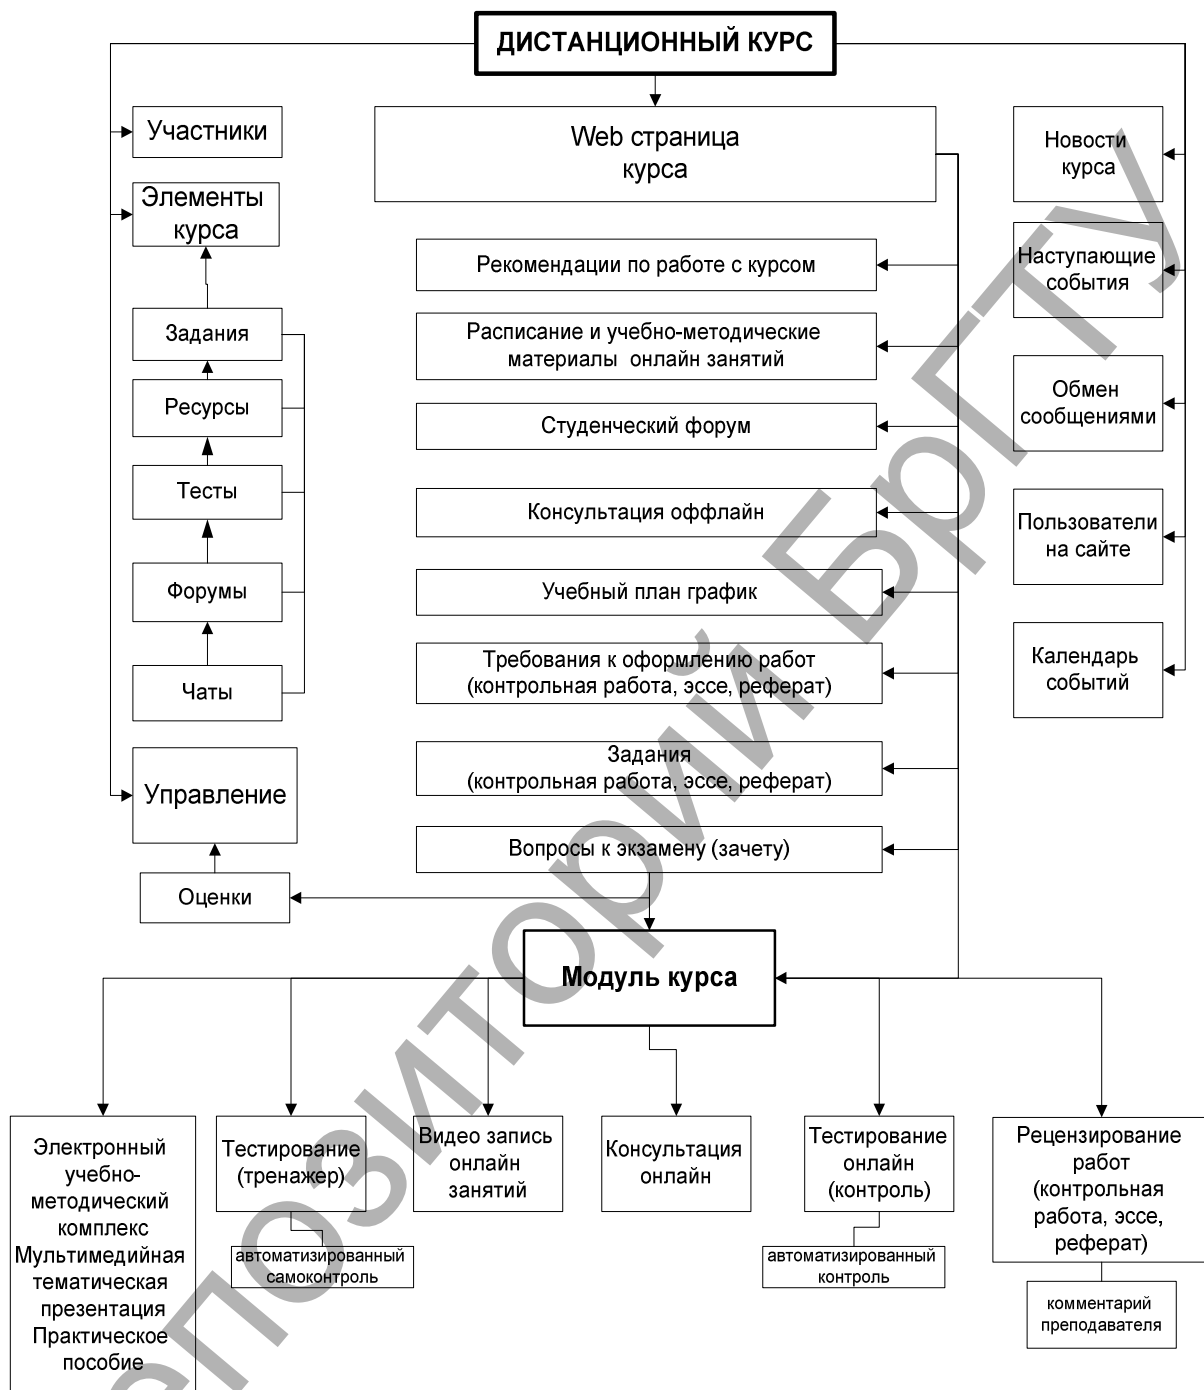 ДИСТАНЦИОННЫЙ КУРС
Участники
Элементы
курса
Задания
Ресурсы
Тесты
Форумы
Чаты
Управление
Оценки
Web страница
курса
Рекомендации по работе с курсом
Расписание и учебно-методические
материалы онлайн занятий
Студенческий форум
Консультация оффлайн
Учебный план график
Требования к оформлению работ
(контрольная работа, эссе, реферат)
Задания
(контрольная работа, эссе, реферат)
Вопросы к экзамену (зачету)
Новости
курса
Наступающие
события
Обмен
сообщениями
Пользователи
на сайте
Календарь
событий
Модуль курса
Электронный
учебно-
методический
комплекс
Мультимедийная
тематическая
презентация
Практическое
пособие
Тестирование
(тренажер)
автоматизированный
самоконтроль
Видео запись
онлайн
занятий
Консультация
онлайн
Тестирование
онлайн
(контроль)
автоматизированный
контроль
Рецензирование
работ
(контрольная
работа, эссе,
реферат)
комментарий
преподавателя
епозиторий БрГТУ